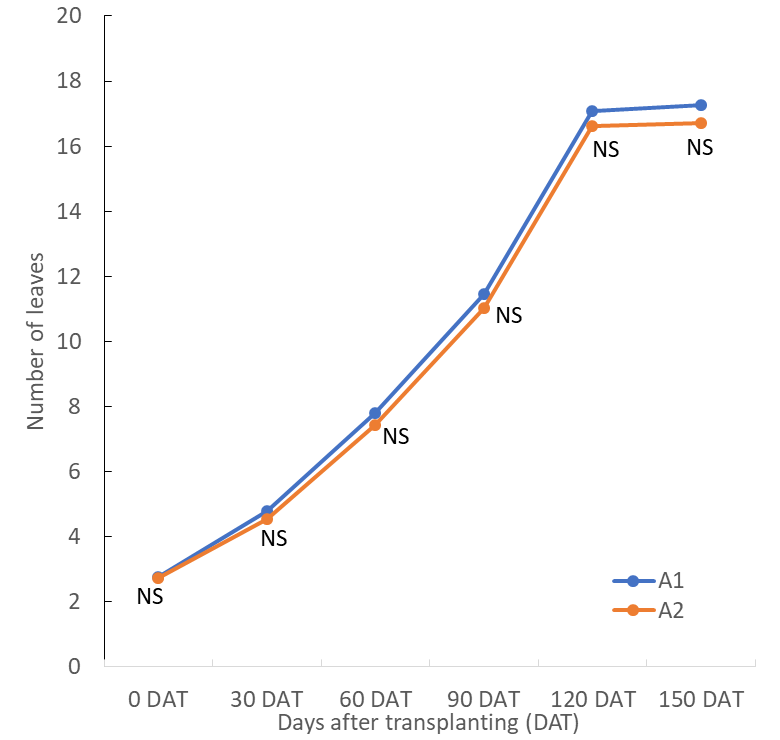 20
18
16
14
12
10
8
6
4
2
0
Number of leaves
NS
NS
NS
NS
NS
NS
A1
A2
0 DAT 30 DAT 60 DAT 90 DAT 120 DAT 150 DAT
Days after transplanting (DAT)